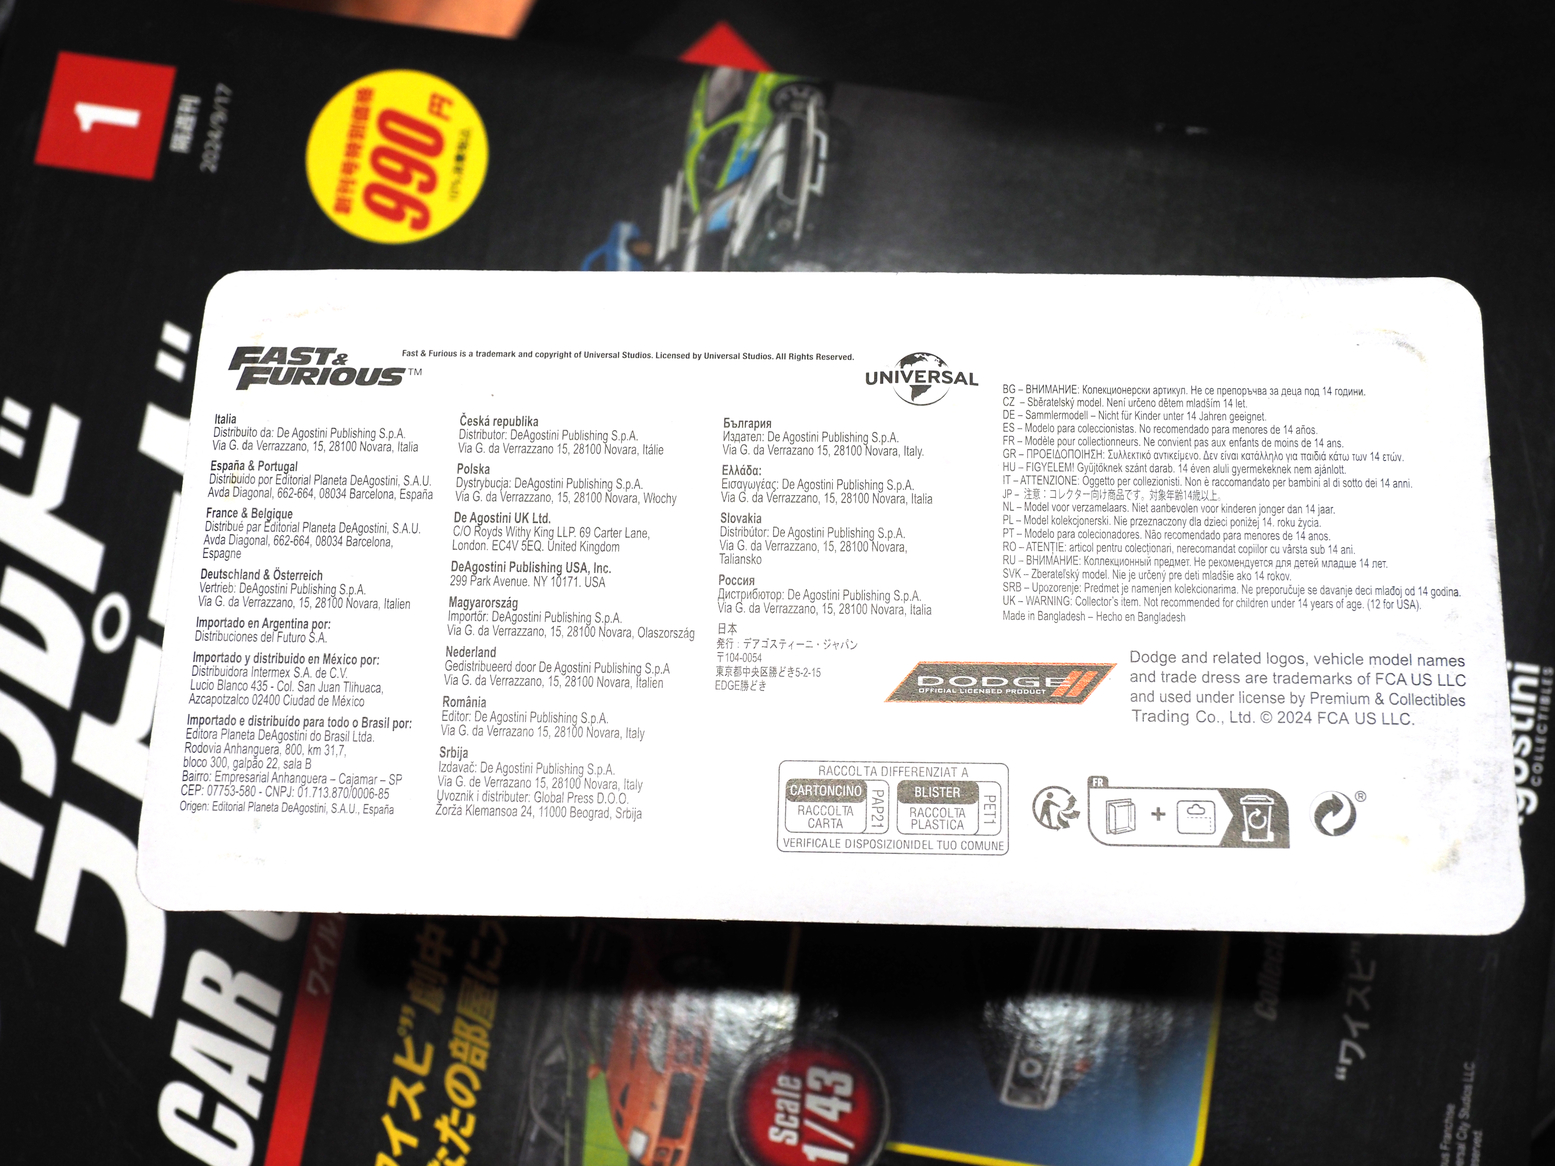 1
隔週刊
2024/9/17
創刊号特別価格
990円
FAST &
FURIOUS™
Fast & Furious is a trademark and copyright of Universal Studios. Licensed by Universal Studios. All Rights Reserved.
UNIVERSAL
Italia
Distribuito da: De Agostini Publishing S.p.A.
Via G. da Verrazzano, 15, 28100 Novara, Italia
España & Portugal
Distribuido por Editorial Planeta DeAgostini, S.A.U.
Avda Diagonal, 662-664, 08034 Barcelona, España
France & Belgique
Distribué par Editorial Planeta DeAgostini, S.A.U.
Avda Diagonal, 662-664, 08034 Barcelona,
Espagne
Deutschland & Österreich
Vertrieb: DeAgostini Publishing S.p.A.
Via G. da Verrazzano, 15, 28100 Novara, Italien
Importado en Argentina por:
Distribuciones del Futuro S.A.
Importado y distribuido en México por:
Distribuidora Intermex S.A. de C.V.
Lucio Blanco 435 - Col. San Juan Tlihuaca,
Azcapotzalco 02400 Ciudad de México
Importado e distribuído para todo o Brasil por:
Editora Planeta DeAgostini do Brasil Ltda.
Rodovia Anhanguera, 800, km 31,7,
bloco 300, galpão 22, sala B
Bairro: Empresarial Anhanguera – Cajamar – SP
CEP: 07753-580 - CNPJ: 01.713.870/0006-85
Origen: Editorial Planeta DeAgostini, S.A.U., España
Česká republika
Distributor: DeAgostini Publishing S.p.A.
Via G. da Verrazzano, 15, 28100 Novara, Itálie
Polska
Dystrybucja: DeAgostini Publishing S.p.A.
Via G. da Verrazzano, 15, 28100 Novara, Włochy
De Agostini UK Ltd.
C/O Royds Withy King LLP. 69 Carter Lane,
London. EC4V 5EQ. United Kingdom
DeAgostini Publishing USA, Inc.
299 Park Avenue. NY 10171. USA
Magyarország
Importőr: DeAgostini Publishing S.p.A.
Via G. da Verrazzano, 15, 28100 Novara, Olaszország
Nederland
Gedistribueerd door De Agostini Publishing S.p.A
Via G. da Verrazzano, 15, 28100 Novara, Italien
România
Editor: De Agostini Publishing S.p.A.
Via G. da Verrazano 15, 28100 Novara, Italy
Srbija
Izdavač: De Agostini Publishing S.p.A.
Via G. da Verrazano 15, 28100 Novara, Italy
Uvoznik i distributer: Global Press D.O.O.
Žorža Klemansoa 24, 11000 Beograd, Srbija
България
Издател: De Agostini Publishing S.p.A.
Via G. da Verrazzano, 15, 28100 Novara, Italy.
Ελλάδα:
Εισαγωγέας: De Agostini Publishing S.p.A.
Via G. da Verrazzano, 15, 28100 Novara, Italia
Slovakia
Distribútor: De Agostini Publishing S.p.A.
Via G. da Verrazzano, 15, 28100 Novara,
Taliansko
Россия
Дистрибютор: De Agostini Publishing S.p.A.
Via G. da Verrazzano, 15, 28100 Novara, Italia
日本
発行：デアゴスティーニ・ジャパン
〒104-0054
東京都中央区勝どき5-2-15
EDGE勝どき
BG – ВНИМАНИЕ: Колекционерски артикул. Не се препоръчва за деца под 14 години.
CZ – Sběratelský model. Není určeno dětem mladším 14 let.
DE – Sammlermodell – Nicht für Kinder unter 14 Jahren geeignet.
ES – Modelo para coleccionistas. No recomendado para menores de 14 años.
FR – Modèle pour collectionneurs. Ne convient pas aux enfants de moins de 14 ans.
GR – ΠΡΟΕΙΔΟΠΟΙΗΣΗ: Συλλεκτικό αντικείμενο. Δεν είναι κατάλληλο για παιδιά κάτω των 14 ετών.
HU – FIGYELEM! Gyűjtőknek szánt darab. 14 éven aluli gyermekeknek nem ajánlott.
IT – ATTENZIONE: Oggetto per collezionisti. Non è raccomandato per bambini al di sotto dei 14 anni.
JP – 注意：コレクター向け商品です。対象年齢14歳以上。
NL – Model voor verzamelaars. Niet aanbevolen voor kinderen jonger dan 14 jaar.
PL – Model kolekcjonerski. Nie przeznaczony dla dzieci poniżej 14. roku życia.
PT – Modelo para colecionadores. Não recomendado para menores de 14 anos.
RO – ATENȚIE: articol pentru colecționari, nerecomandat copiilor cu vârsta sub 14 ani.
RU – ВНИМАНИЕ: Коллекционный предмет. Не рекомендуется для детей младше 14 лет.
SVK – Zberateľský model. Nie je určený pre deti mladšie ako 14 rokov.
SRB – Upozorenje: Predmet je namenjen kolekcionarima. Ne preporučuje se davanje deci mlađoj od 14 godina.
UK – WARNING: Collector's item. Not recommended for children under 14 years of age. (12 for USA).
Made in Bangladesh – Hecho en Bangladesh
DODGE
OFFICIAL LICENSED PRODUCT
Dodge and related logos, vehicle model names
and trade dress are trademarks of FCA US LLC
and used under license by Premium & Collectibles
Trading Co., Ltd. © 2024 FCA US LLC.
RACCOLTA DIFFERENZIATA
CARTONCINO
RACCOLTA
CARTA
PAP21
BLISTER
RACCOLTA
PLASTICA
PET1
VERIFICA LE DISPOSIZIONI DEL TUO COMUNE
FR
+
®
CAR
Scale
1/43
"ワイスピ"
COLLECTIBLES